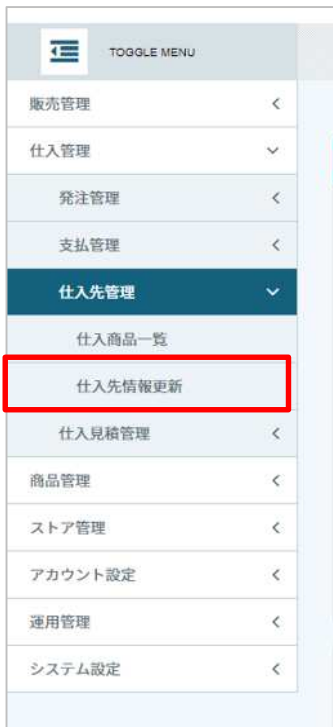 TOGGLE MENU
販売管理
仕入管理
発注管理
支払管理
仕入先管理
仕入商品一覧
仕入先情報更新
仕入見積管理
商品管理
ストア管理
アカウント設定
運用管理
システム設定